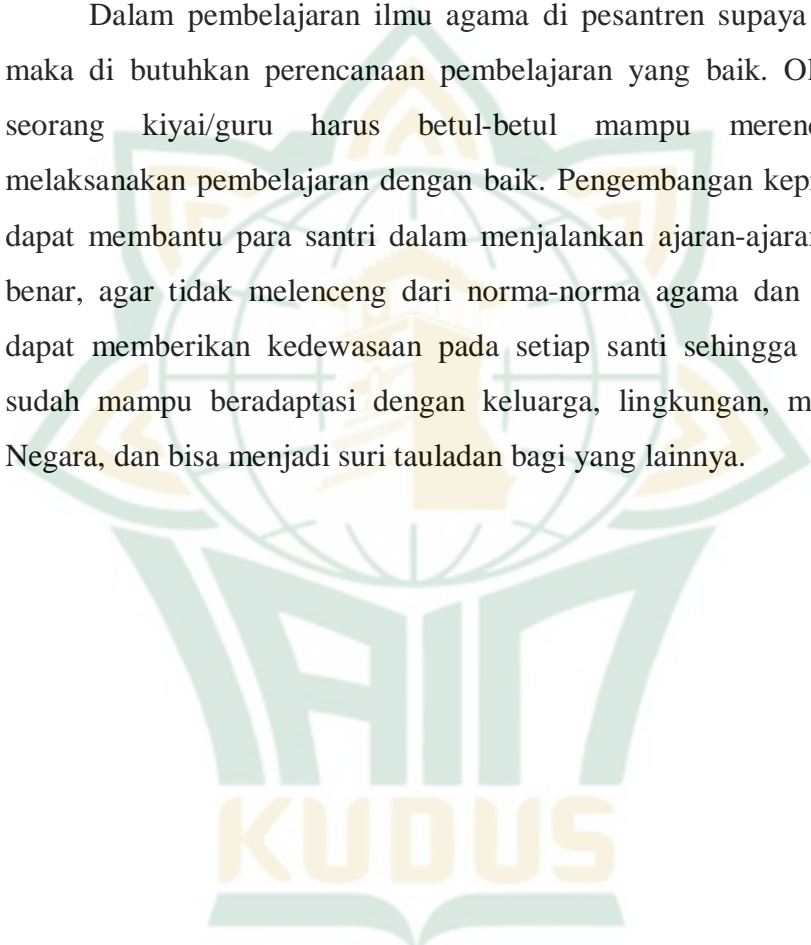 Dalam pembelajaran ilmu agama di pesantren supaya
maka di butuhkan perencanaan pembelajaran yang baik.
seorang kiyai/guru harus betul-betul mampu
melaksanakan pembelajaran dengan baik. Pengembangan
dapat membantu para santri dalam menjalankan
benar, agar tidak melenceng dari norma-norma agama dan
dapat memberikan kedewasaan pada setiap santi sehingga
sudah mampu beradaptasi dengan keluarga, lingkungan,
Negara, dan bisa menjadi suri tauladan bagi yang lainnya.
IAIN
KUDUS